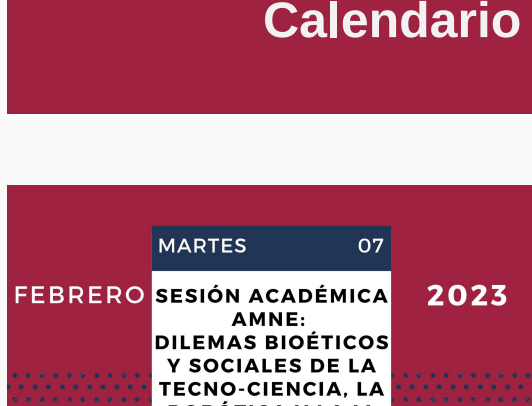 Calendario
MARTES 07
FEBRERO
2023
SESIÓN ACADÉMICA
AMNE:
DILEMAS BIOÉTICOS
Y SOCIALES DE LA
TECNO-CIENCIA, LA